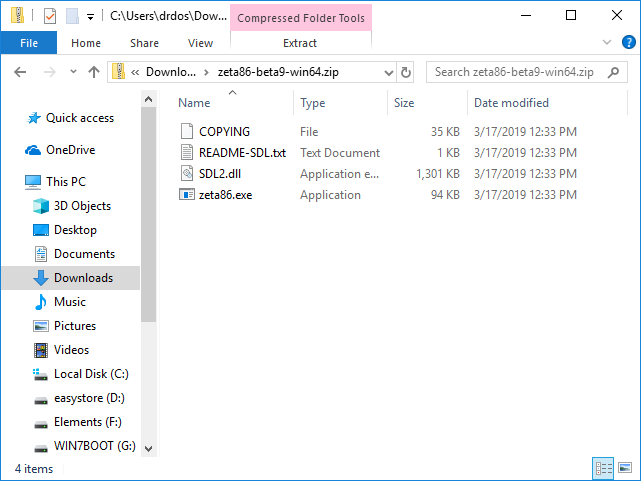 C:\Users\drdos\Dow...
Compressed Folder Tools
File Home Share View Extract
« Downlo... › zeta86-beta9-win64.zip
Search zeta86-beta9-win64.zip
Name Type Size Date modified
Quick access
OneDrive
This PC
3D Objects
Desktop
Documents
Downloads
Music
Pictures
Videos
Local Disk (C:)
easystore (D:)
Elements (F:)
WIN7BOOT (G:)
COPYING File 35 KB 3/17/2019 12:33 PM
README-SDL.txt Text Document 1 KB 3/17/2019 12:33 PM
SDL2.dll Application e... 1,301 KB 3/17/2019 12:33 PM
zeta86.exe Application 94 KB 3/17/2019 12:33 PM
4 items